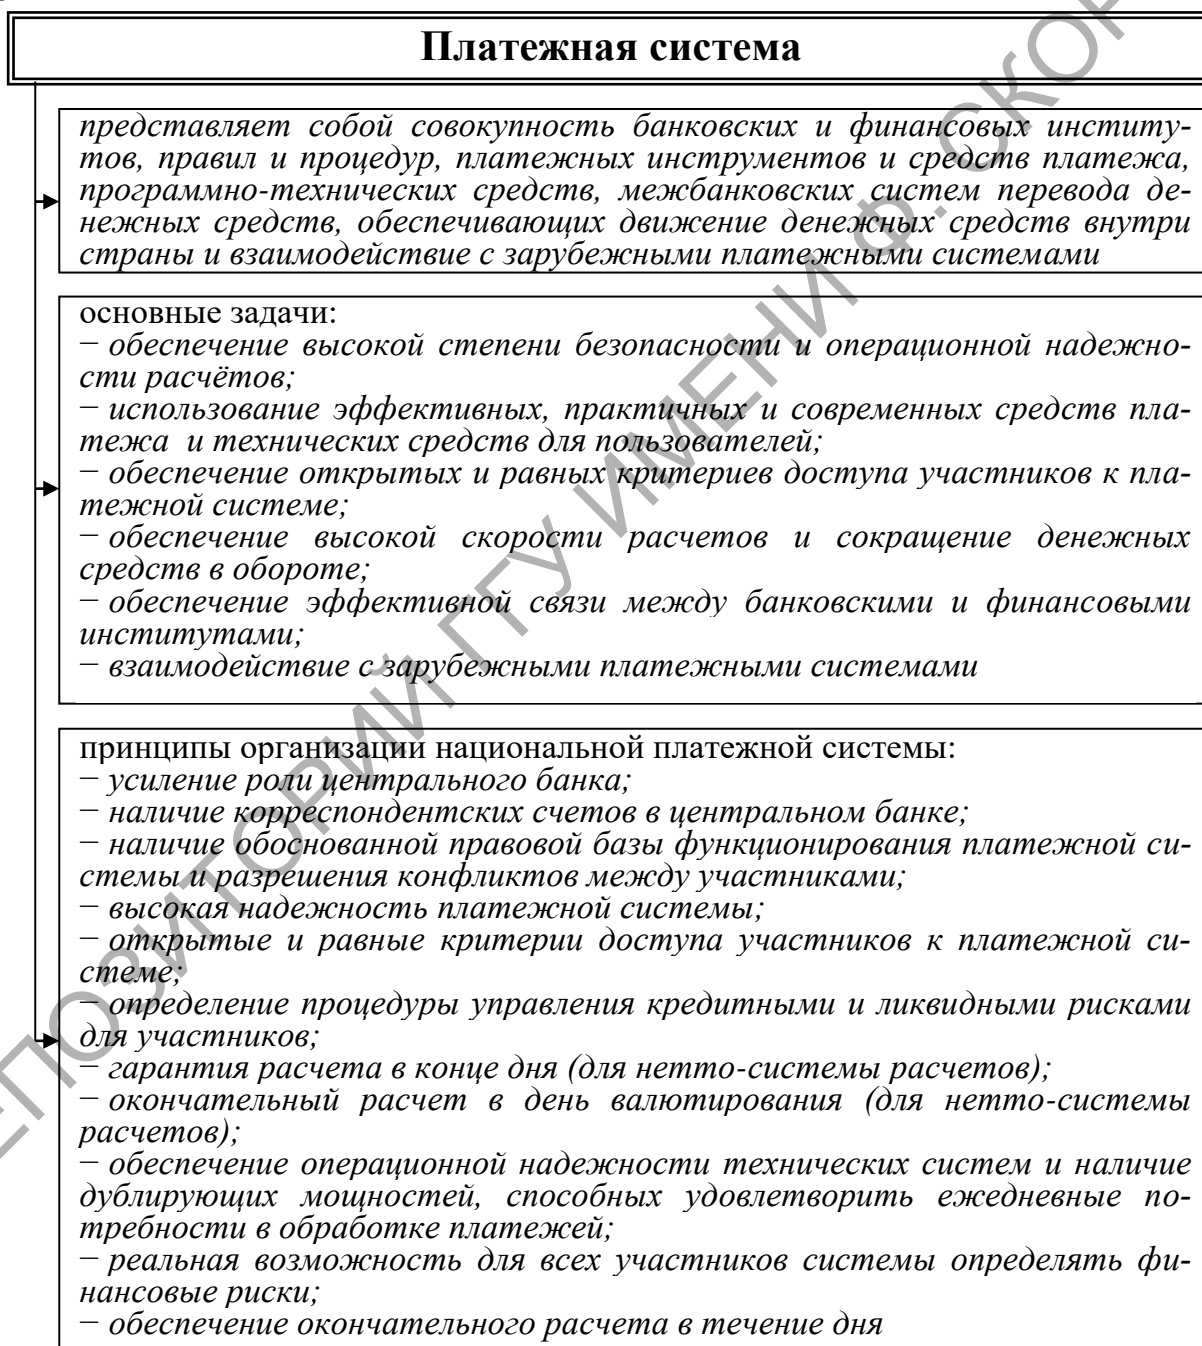 Платежная система
представляет собой совокупность банковских и финансовых институ-
тов, правил и процедур, платежных инструментов и средств платежа,
программно-технических средств, межбанковских систем перевода де-
нежных средств, обеспечивающих движение денежных средств внутри
страны и взаимодействие с зарубежными платежными системами
основные задачи:
− обеспечение высокой степени безопасности и операционной надежно-
сти расчётов;
− использование эффективных, практичных и современных средств пла-
тежа и технических средств для пользователей;
− обеспечение открытых и равных критериев доступа участников к пла-
тежной системе;
− обеспечение высокой скорости расчетов и сокращение денежных
средств в обороте;
− обеспечение эффективной связи между банковскими и финансовыми
институтами;
− взаимодействие с зарубежными платежными системами
принципы организации национальной платежной системы:
− усиление роли центрального банка;
− наличие корреспондентских счетов в центральном банке;
− наличие обоснованной правовой базы функционирования платежной си-
стемы и разрешения конфликтов между участниками;
− высокая надежность платежной системы;
− открытые и равные критерии доступа участников к платежной си-
стеме;
− определение процедуры управления кредитными и ликвидными рисками
для участников;
− гарантия расчета в конце дня (для нетто-системы расчетов);
− окончательный расчет в день валютирования (для нетто-системы
расчетов);
− обеспечение операционной надежности технических систем и наличие
дублирующих мощностей, способных удовлетворить ежедневные по-
требности в обработке платежей;
− реальная возможность для всех участников системы определять фи-
нансовые риски;
− обеспечение окончательного расчета в течение дня
ЕПОЗИТОРИЙ ГГУ ИМЕНИ Ф. СКОР